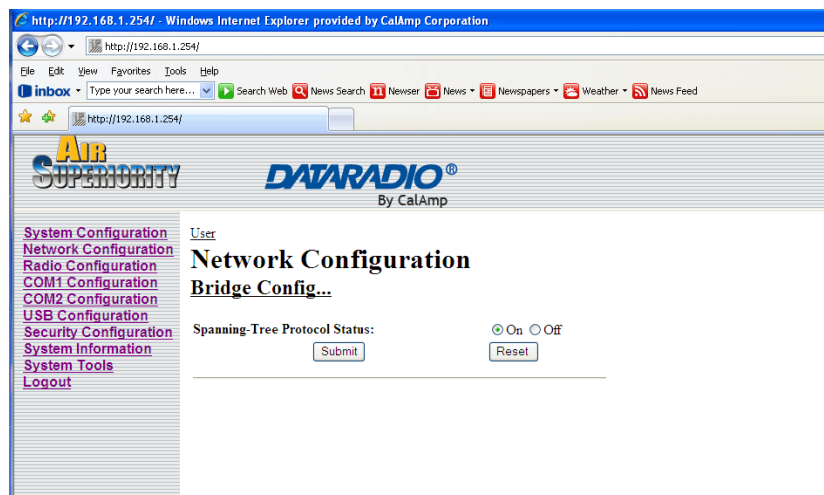 http://192.168.1.254/ - Windows Internet Explorer provided by CalAmp Corporation
http://192.168.1.254/
File Edit View Favorites Tools Help
inbox Type your search here... Search Web News Search Newser News Newspapers Weather News Feed
http://192.168.1.254/
AIR
SUPERIORITY
DATARADIO®
By CalAmp
System Configuration
Network Configuration
Radio Configuration
COM1 Configuration
COM2 Configuration
USB Configuration
Security Configuration
System Information
System Tools
Logout
User
Network Configuration
Bridge Config...
Spanning-Tree Protocol Status: On Off
Submit Reset